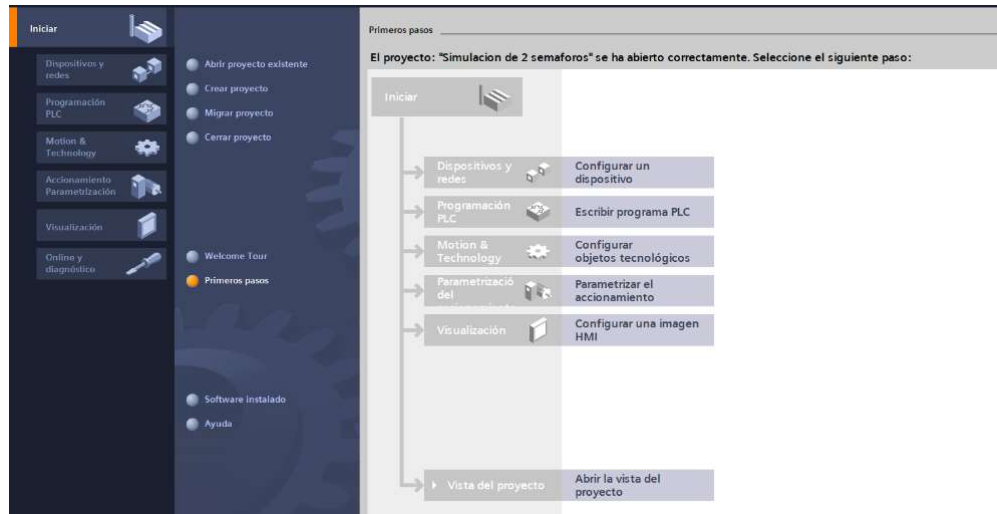 Iniciar
Dispositivos y
redes
Programación
PLC
Motion &
Technology
Accionamiento
Parametrización
Visualización
Online y
diagnóstico
Abrir proyecto existente
Crear proyecto
Migrar proyecto
Cerrar proyecto
Welcome Tour
Primeros pasos
Software instalado
Ayuda
Primeros pasos
El proyecto: "Simulacion de 2 semaforos" se ha abierto correctamente. Seleccione el siguiente paso:
Iniciar
Dispositivos y
redes
Configurar un
dispositivo
Programación
PLC
Escribir programa PLC
Motion &
Technology
Configurar
objetos tecnológicos
Parametrizació
del
Parametrizar el
accionamiento
Visualización
Configurar una imagen
HMI
Vista del proyecto
Abrir la vista del
proyecto